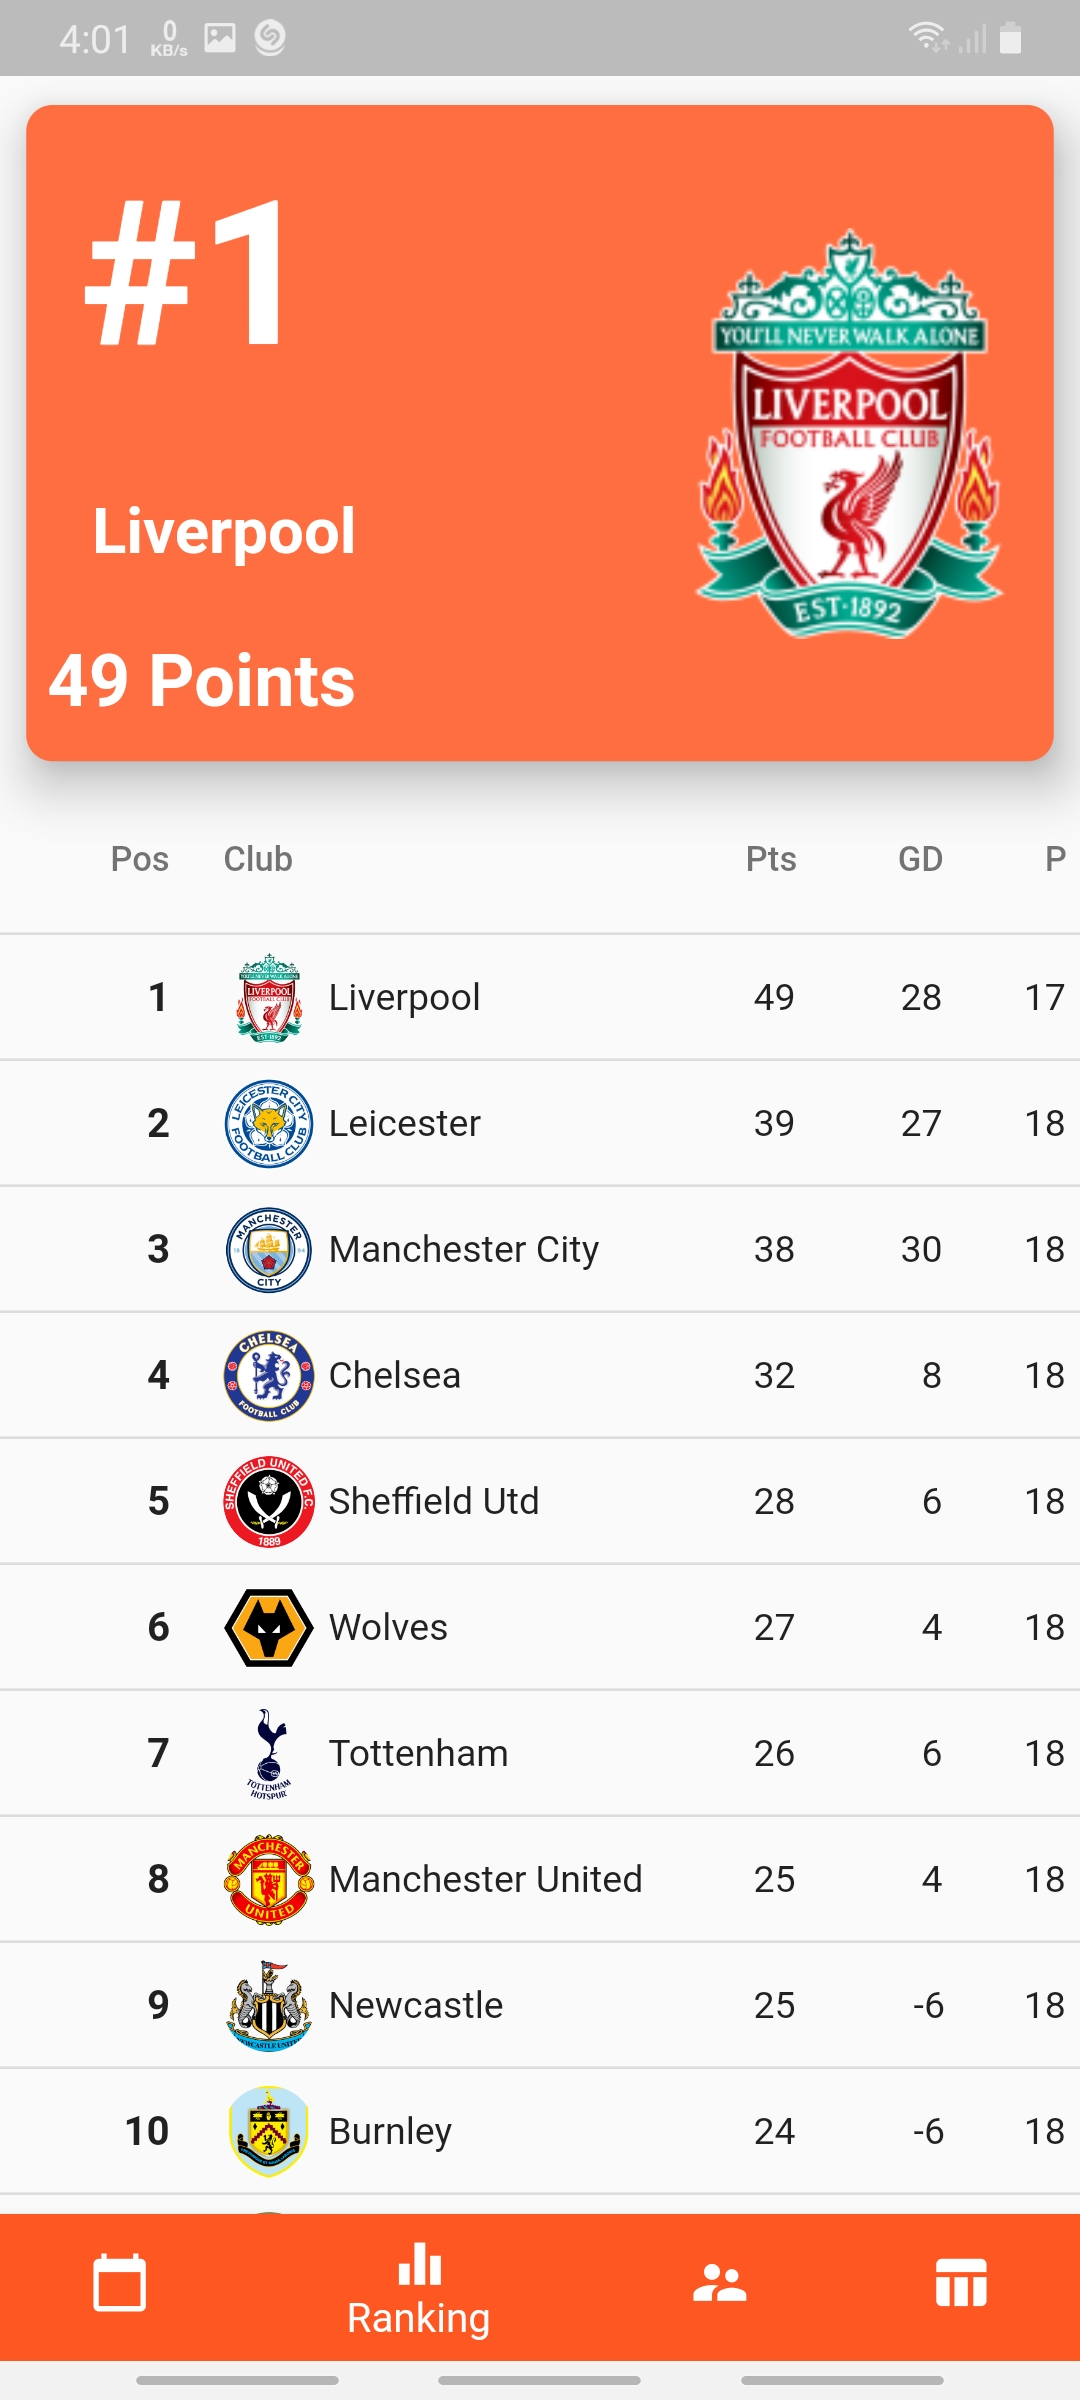 4:01 0 KB/s
#1
YOU'LL NEVER WALK ALONE
LIVERPOOL
FOOTBALL CLUB
EST·1892
Liverpool
49 Points
Pos Club Pts GD P
1 Liverpool 49 28 17
2 Leicester 39 27 18
3 Manchester City 38 30 18
4 Chelsea 32 8 18
5 Sheffield Utd 28 6 18
6 Wolves 27 4 18
7 Tottenham 26 6 18
8 Manchester United 25 4 18
9 Newcastle 25 -6 18
10 Burnley 24 -6 18
Ranking